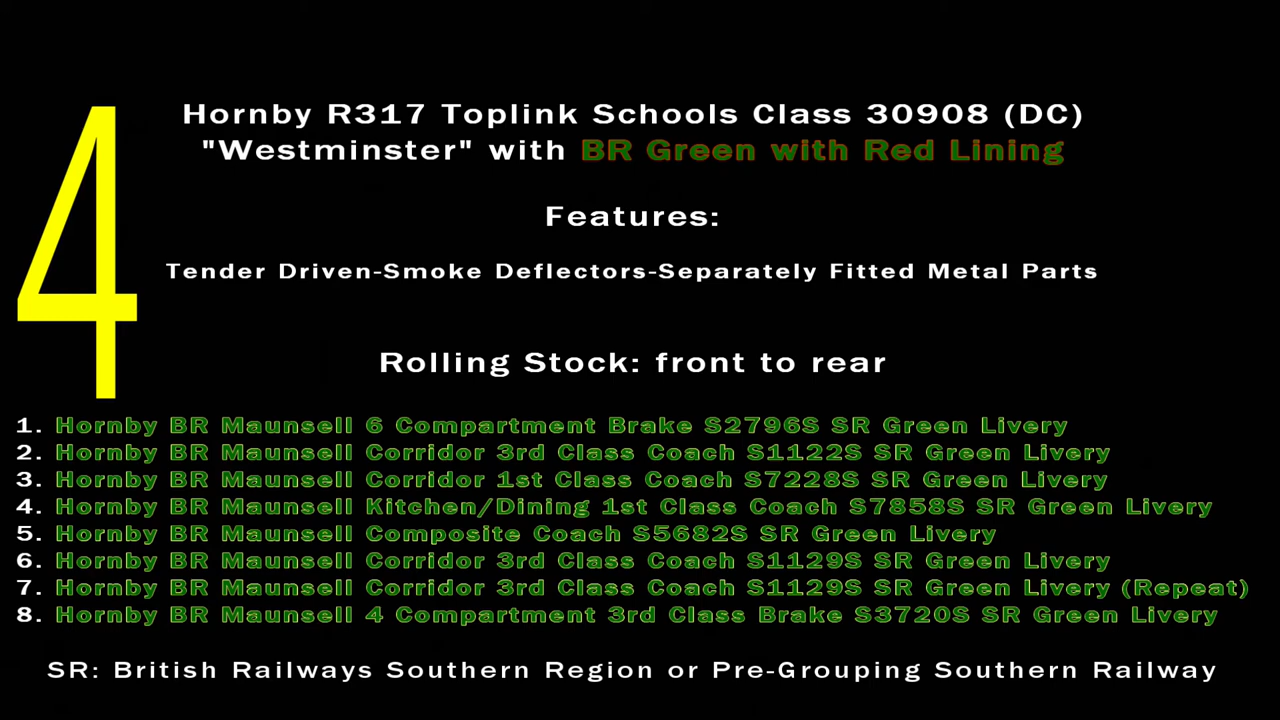 4
Hornby R317 Toplink Schools Class 30908 (DC)
"Westminster" with BR Green with Red Lining
Features:
Tender Driven-Smoke Deflectors-Separately Fitted Metal Parts
Rolling Stock: front to rear
1. Hornby BR Maunsell 6 Compartment Brake S2796S SR Green Livery
2. Hornby BR Maunsell Corridor 3rd Class Coach S1122S SR Green Livery
3. Hornby BR Maunsell Corridor 1st Class Coach S7228S SR Green Livery
4. Hornby BR Maunsell Kitchen/Dining 1st Class Coach S7858S SR Green Livery
5. Hornby BR Maunsell Composite Coach S5682S SR Green Livery
6. Hornby BR Maunsell Corridor 3rd Class Coach S1129S SR Green Livery
7. Hornby BR Maunsell Corridor 3rd Class Coach S1129S SR Green Livery (Repeat)
8. Hornby BR Maunsell 4 Compartment 3rd Class Brake S3720S SR Green Livery
SR: British Railways Southern Region or Pre-Grouping Southern Railway